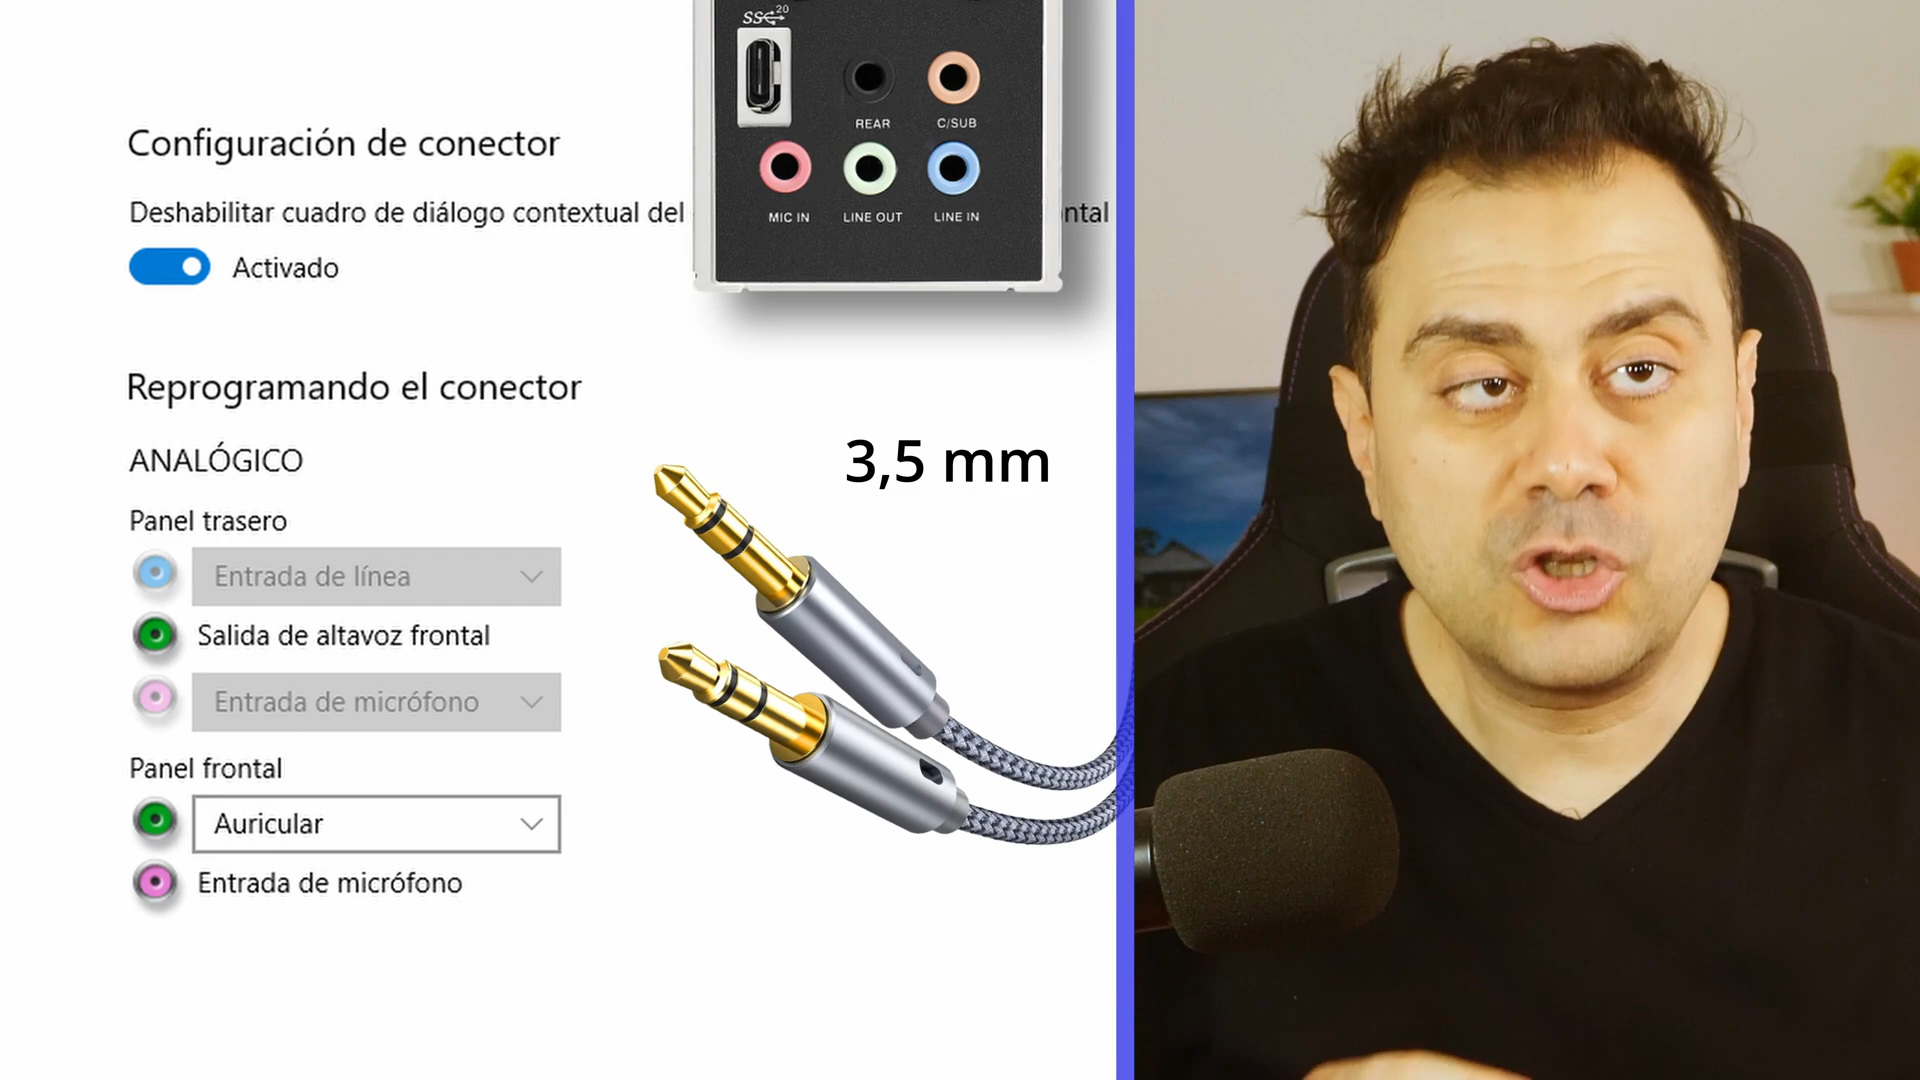 SS⇐20
REAR C/SUB
MIC IN LINE OUT LINE IN
Configuración de conector
Deshabilitar cuadro de diálogo contextual del ntal
Activado
Reprogramando el conector
ANALÓGICO
3,5 mm
Panel trasero
Entrada de línea
Salida de altavoz frontal
Entrada de micrófono
Panel frontal
Auricular
Entrada de micrófono